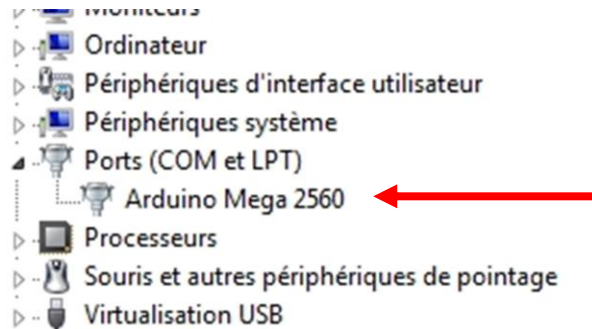 Moniteurs
Ordinateur
Périphériques d'interface utilisateur
Périphériques système
Ports (COM et LPT)
Arduino Mega 2560
Processeurs
Souris et autres périphériques de pointage
Virtualisation USB